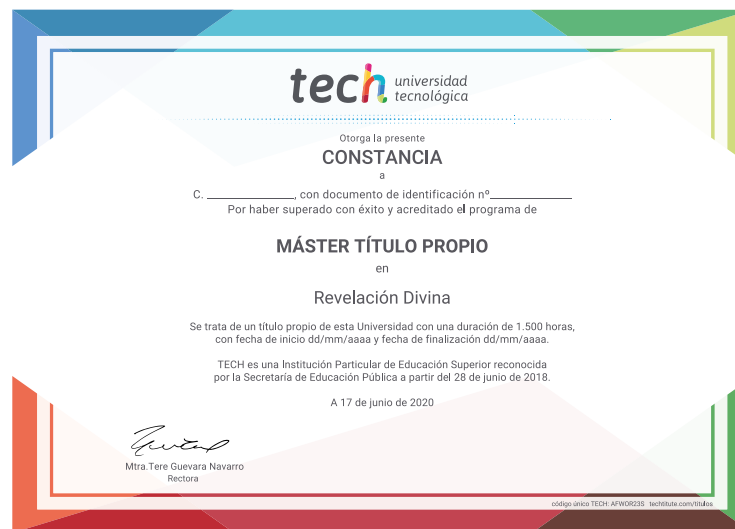 tech universidad
tecnológica
Otorga la presente
CONSTANCIA
a
C. ________________, con documento de identificación nº______________
Por haber superado con éxito y acreditado el programa de
MÁSTER TÍTULO PROPIO
en
Revelación Divina
Se trata de un título propio de esta Universidad con una duración de 1.500 horas,
con fecha de inicio dd/mm/aaaa y fecha de finalización dd/mm/aaaa.
TECH es una Institución Particular de Educación Superior reconocida
por la Secretaría de Educación Pública a partir del 28 de junio de 2018.
A 17 de junio de 2020
Mtra.Tere Guevara Navarro
Rectora
código único TECH: AFWOR23S techtitute.com/títulos